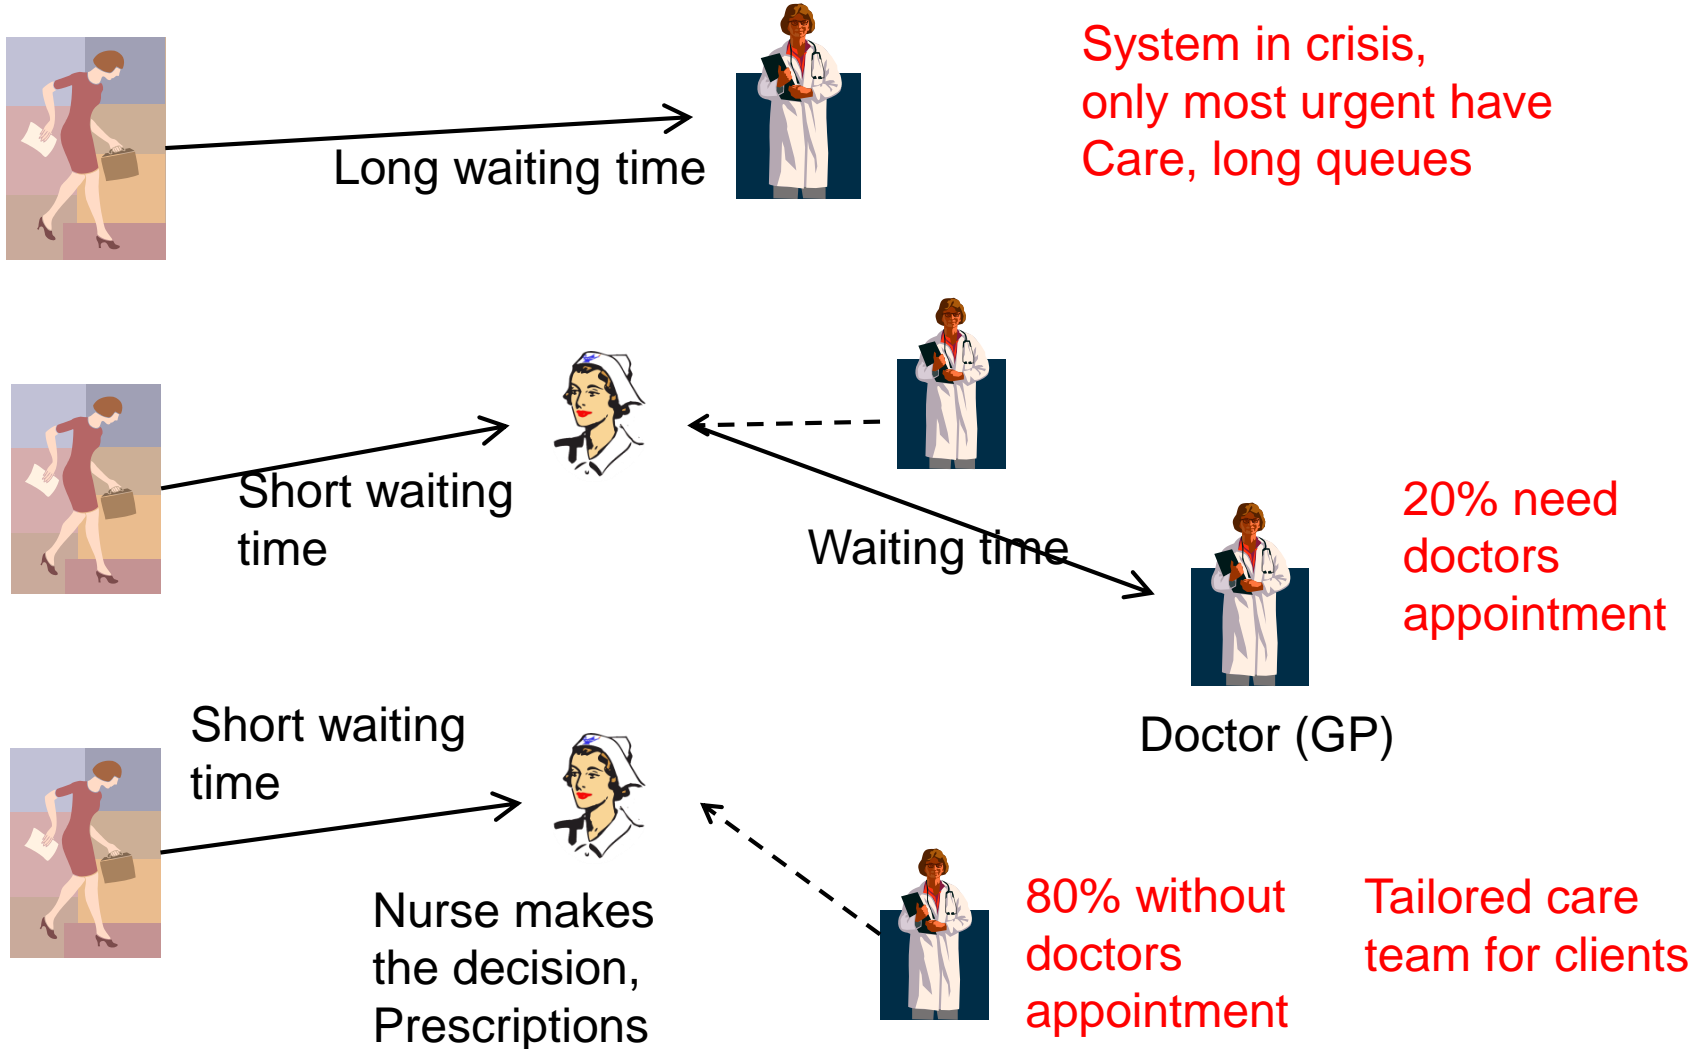 System in crisis,
only most urgent have
Care, long queues
Long waiting time
Short waiting
time
Waiting time
20% need
doctors
appointment
Doctor (GP)
Short waiting
time
Nurse makes
the decision,
Prescriptions
80% without
doctors
appointment
Tailored care
team for clients